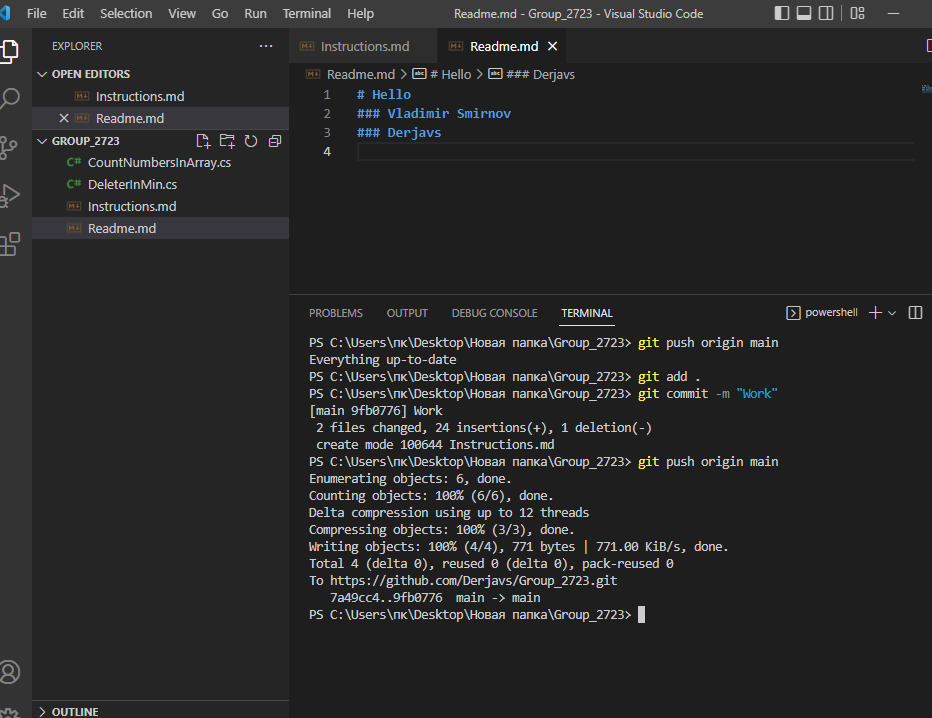 File Edit Selection View Go Run Terminal Help Readme.md - Group_2723 - Visual Studio Code
EXPLORER
OPEN EDITORS
Instructions.md
Readme.md
GROUP_2723
C# CountNumbersInArray.cs
C# DeleterInMin.cs
Instructions.md
Readme.md
OUTLINE
Instructions.md Readme.md
Readme.md > # Hello > ### Derjavs
1 # Hello
2 ### Vladimir Smirnov
3 ### Derjavs
4
PROBLEMS OUTPUT DEBUG CONSOLE TERMINAL powershell
PS C:\Users\пк\Desktop\Новая папка\Group_2723> git push origin main
Everything up-to-date
PS C:\Users\пк\Desktop\Новая папка\Group_2723> git add .
PS C:\Users\пк\Desktop\Новая папка\Group_2723> git commit -m "Work"
[main 9fb0776] Work
2 files changed, 24 insertions(+), 1 deletion(-)
create mode 100644 Instructions.md
PS C:\Users\пк\Desktop\Новая папка\Group_2723> git push origin main
Enumerating objects: 6, done.
Counting objects: 100% (6/6), done.
Delta compression using up to 12 threads
Compressing objects: 100% (3/3), done.
Writing objects: 100% (4/4), 771 bytes | 771.00 KiB/s, done.
Total 4 (delta 0), reused 0 (delta 0), pack-reused 0
To https://github.com/Derjavs/Group_2723.git
7a49cc4..9fb0776 main -> main
PS C:\Users\пк\Desktop\Новая папка\Group_2723>